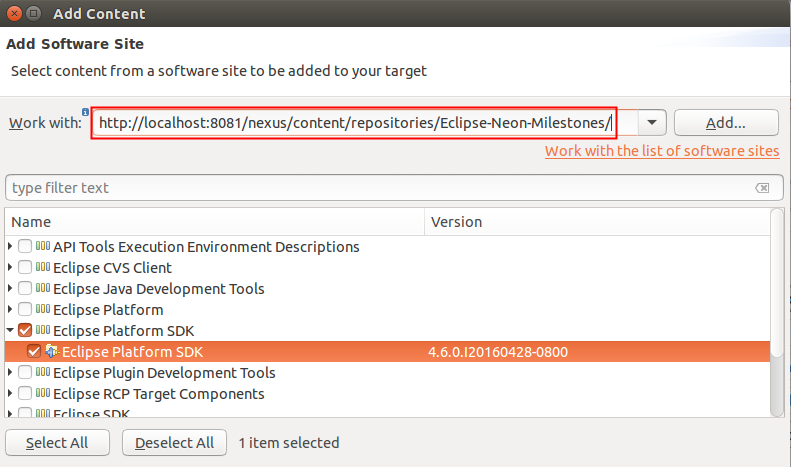 Add Content
Add Software Site
Select content from a software site to be added to your target
Work with: http://localhost:8081/nexus/content/repositories/Eclipse-Neon-Milestones/ Add...
Work with the list of software sites
type filter text
Name Version
API Tools Execution Environment Descriptions
Eclipse CVS Client
Eclipse Java Development Tools
Eclipse Platform
Eclipse Platform SDK
Eclipse Platform SDK 4.6.0.I20160428-0800
Eclipse Plugin Development Tools
Eclipse RCP Target Components
Eclipse SDK
Select All Deselect All 1 item selected